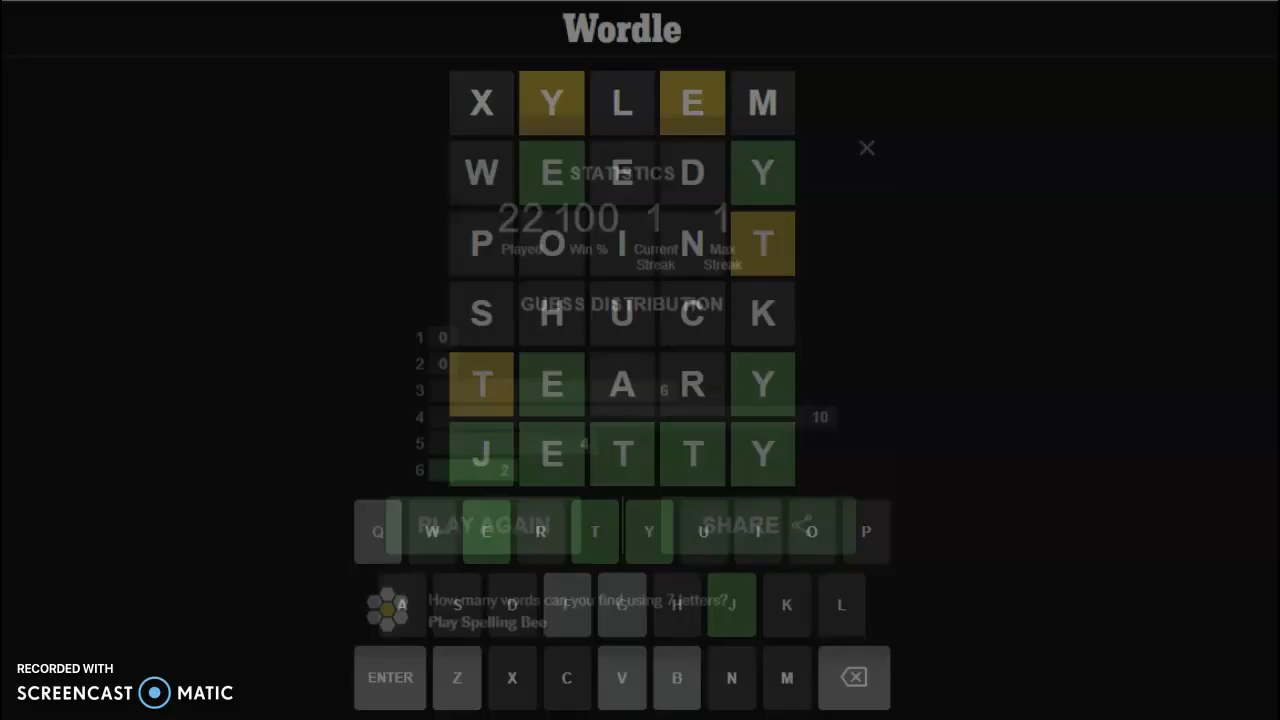 Wordle
X Y L E M
W E E D Y
STATISTICS
22 100 1 1
P O I N T
Played Win % Current Streak Max Streak
GUESS DISTRIBUTION
S H U C K
1 0
2 0
3 6
T E A R Y
4 10
5 4
J E T T Y
6 2
PLAY AGAIN SHARE
Q W E R T Y U I O P
A S D F G H J K L
How many words can you find using 7 letters?
Play Spelling Bee
ENTER Z X C V B N M
RECORDED WITH
SCREENCAST MATIC